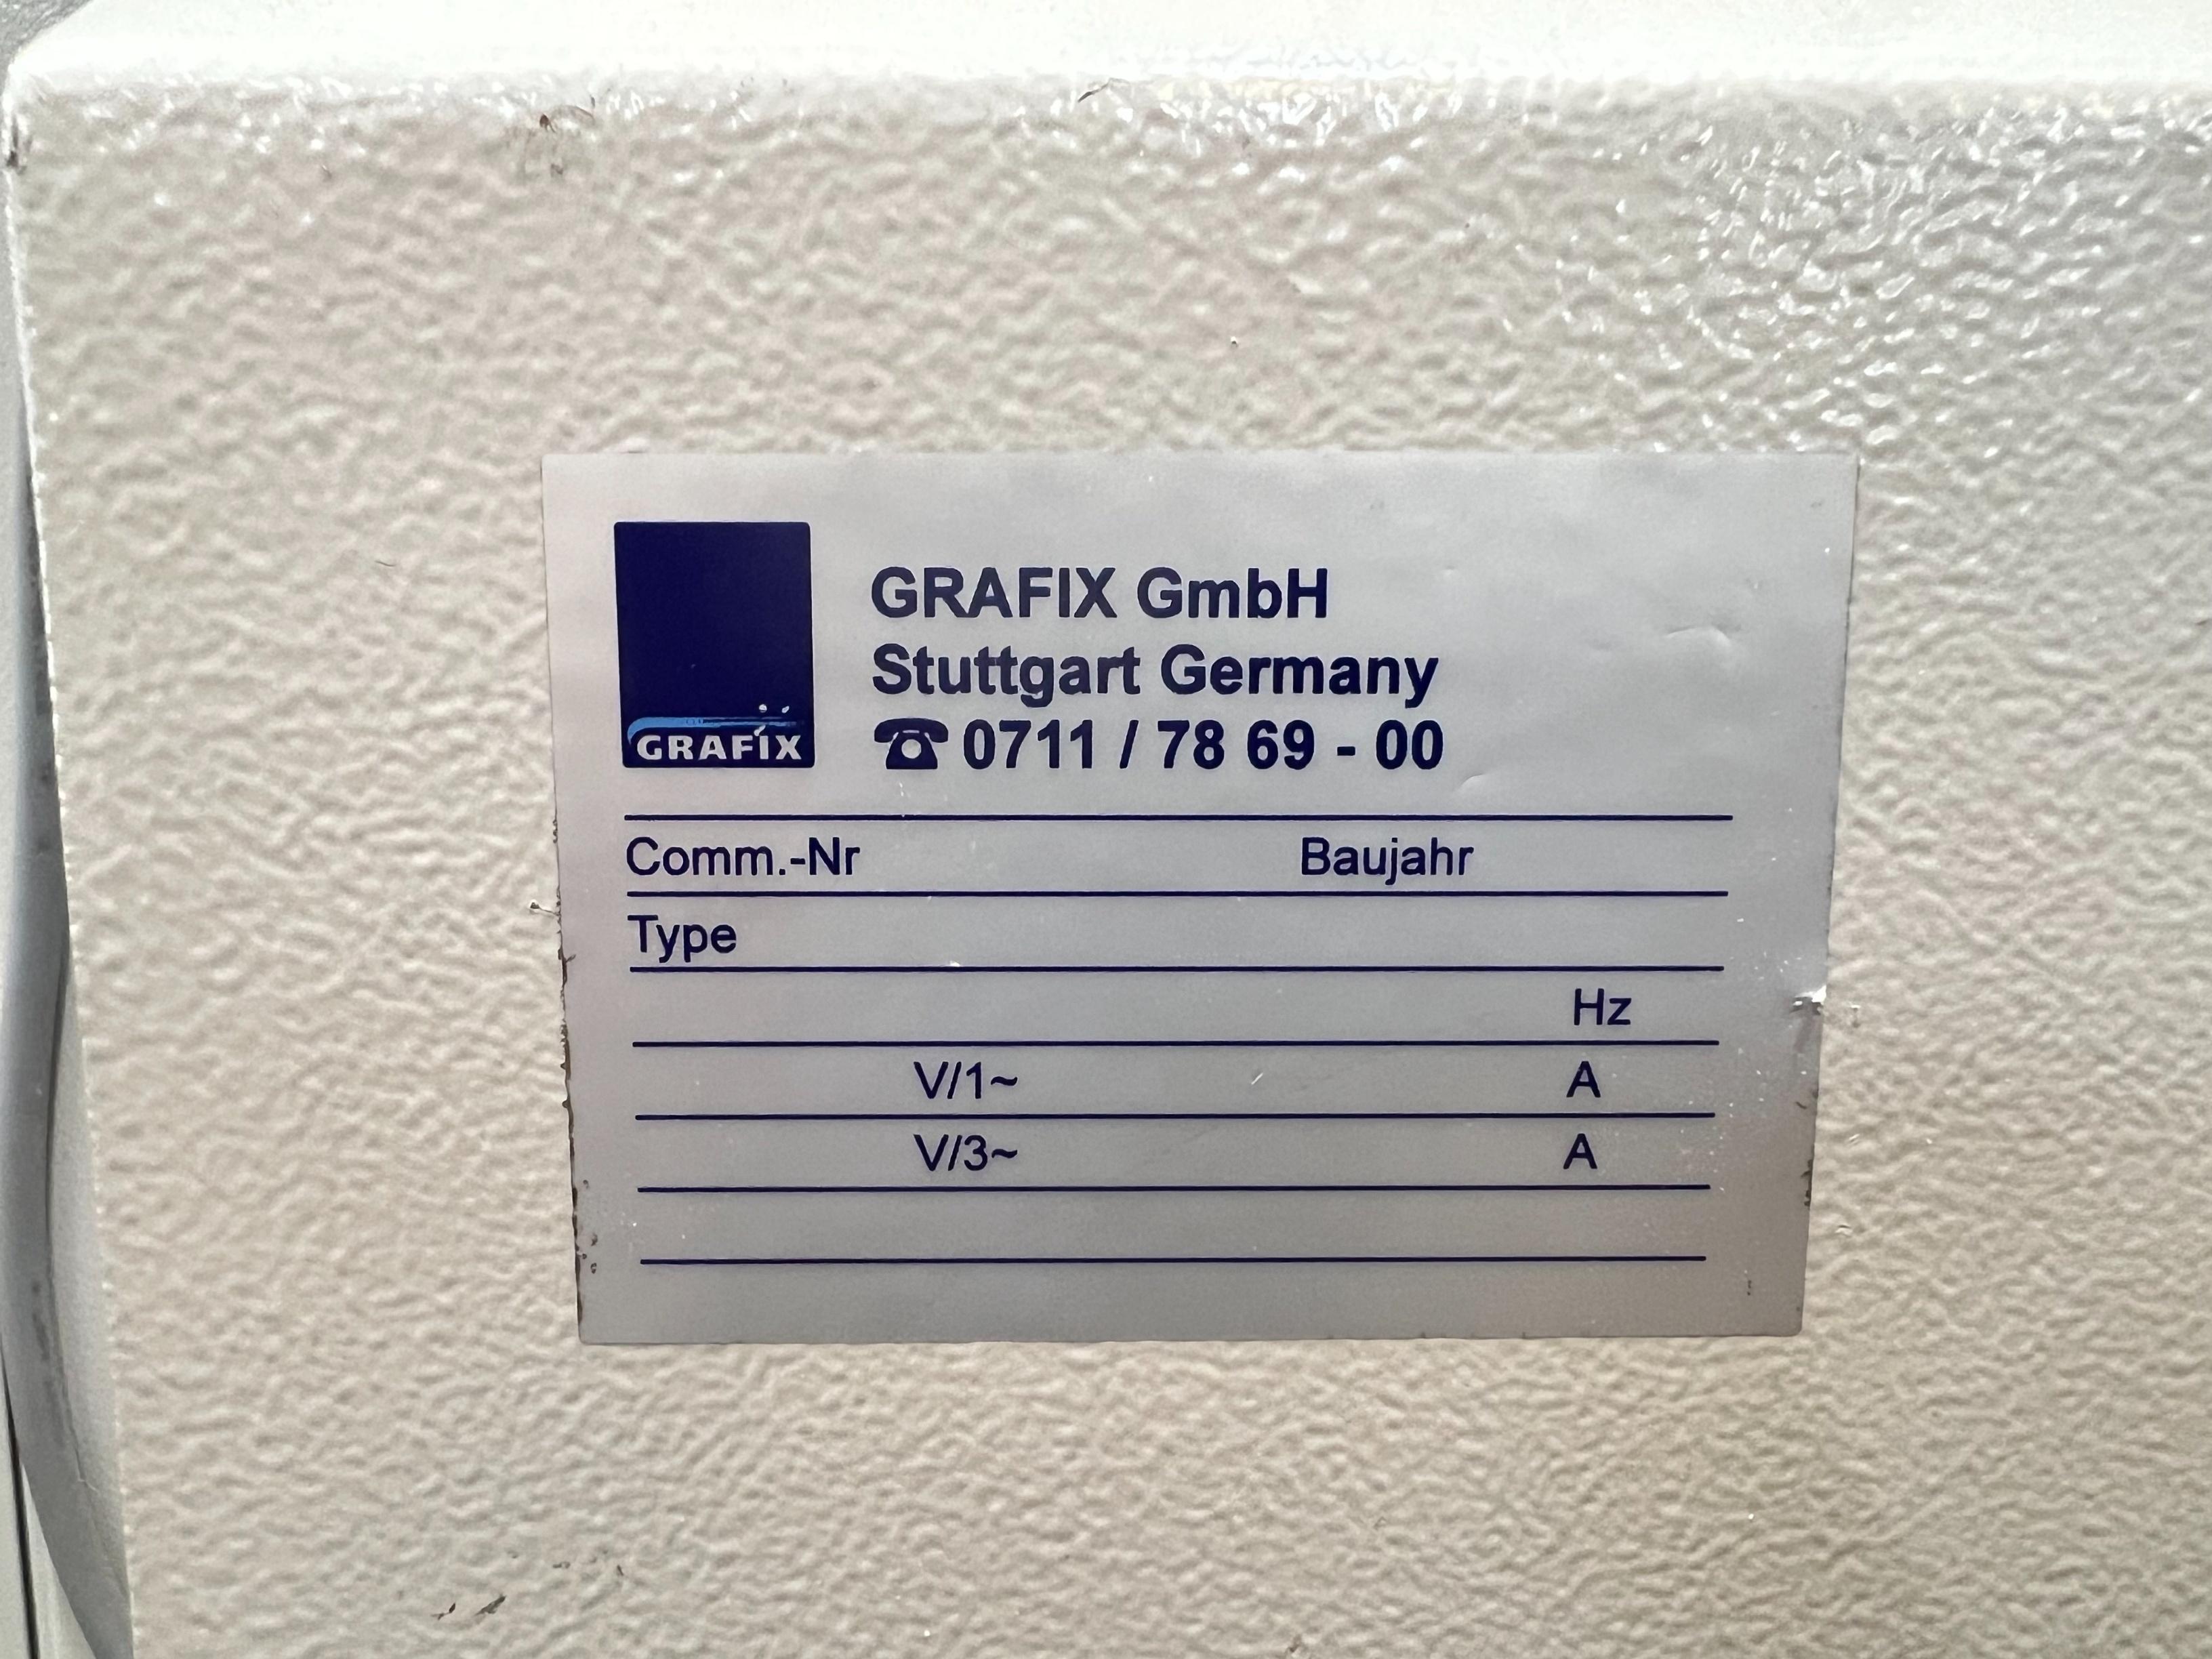 GRAFIX
GRAFIX GmbH
Stuttgart Germany
☎ 0711 / 78 69 - 00
Comm.-Nr Baujahr
Type
Hz
V/1~ A
V/3~ A